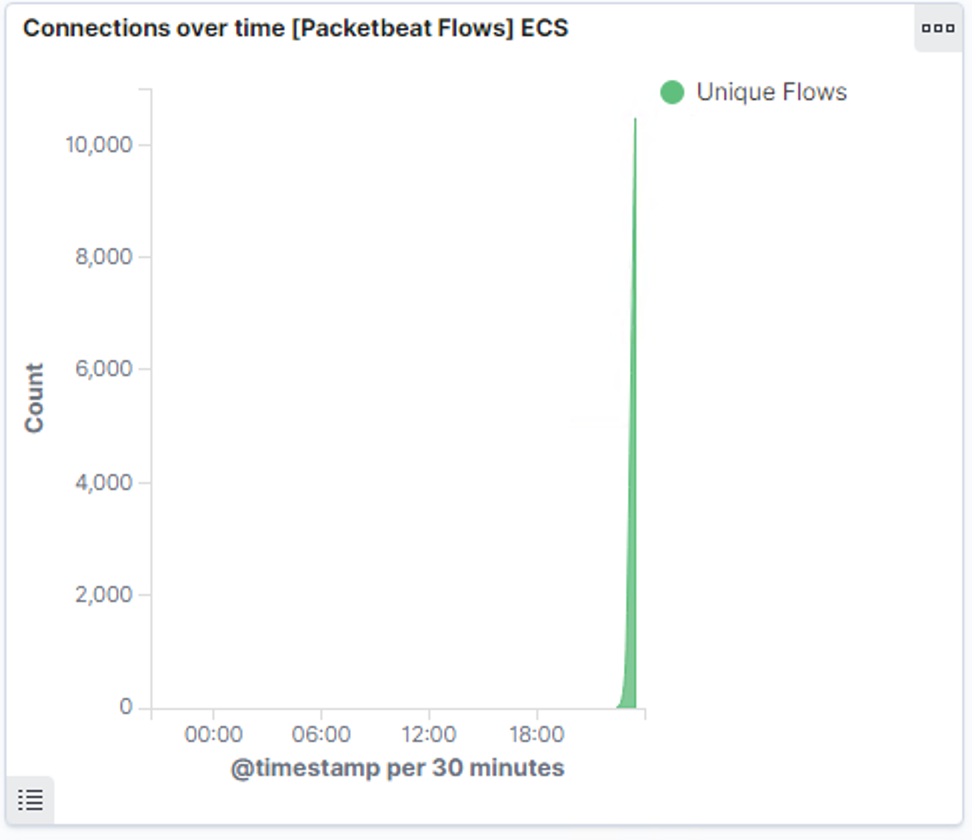 Connections over time [Packetbeat Flows] ECS
Unique Flows
10,000
8,000
6,000
4,000
2,000
0
Count
00:00 06:00 12:00 18:00
@timestamp per 30 minutes